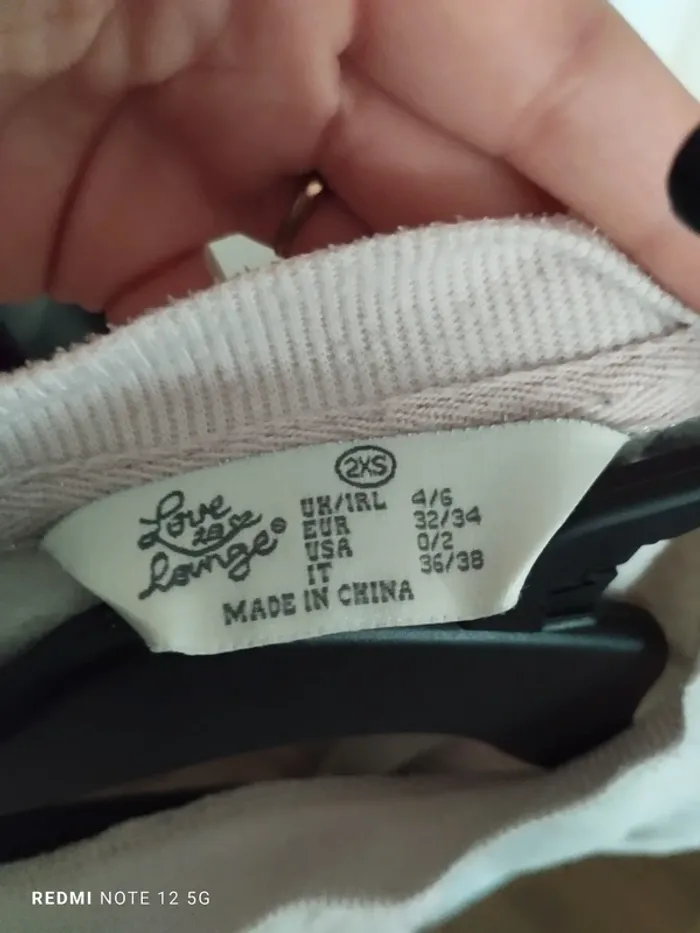 2XS
Love
to
lounge®
UK/IRL 4/6
EUR 32/34
USA 0/2
IT 36/38
MADE IN CHINA
REDMI NOTE 12 5G